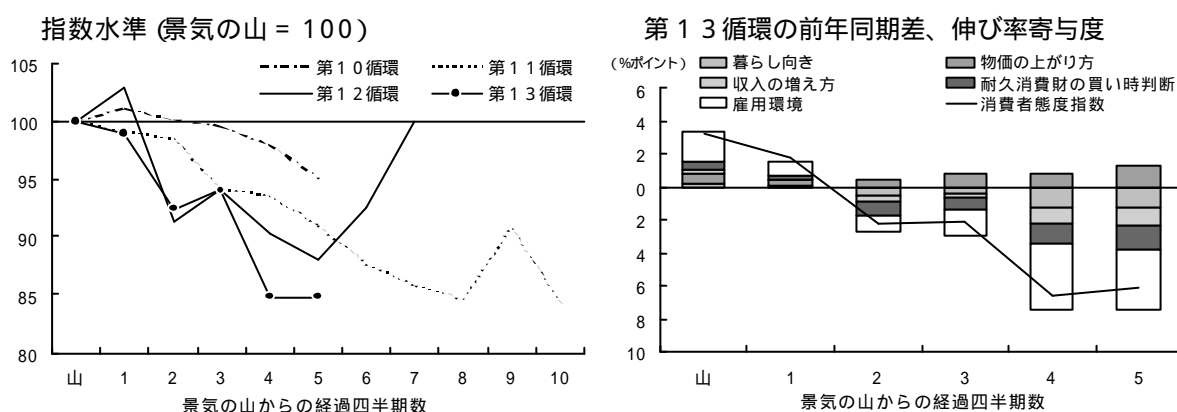 指数水準 (景気の山 = 100)
105
100
95
90
85
80
第１０循環
第１１循環
第１２循環
第１３循環
山 1 2 3 4 5 6 7 8 9 10
景気の山からの経過四半期数
第１３循環の前年同期差、伸び率寄与度
(%ポイント)
暮らし向き
物価の上がり方
収入の増え方
耐久消費財の買い時判断
雇用環境
消費者態度指数
6
4
2
0
2
4
6
8
10
山 1 2 3 4 5
景気の山からの経過四半期数